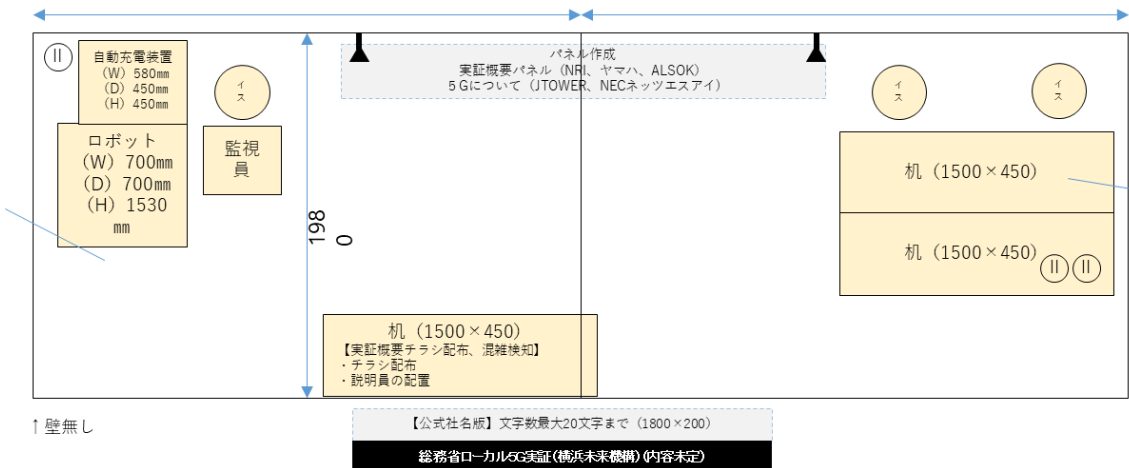 自動充電装置
(W) 580mm
(D) 450mm
(H) 450mm
ロボット
(W) 700mm
(D) 700mm
(H) 1530
mm
イス
監視
員
パネル作成
実証概要パネル（NRI、ヤマハ、ALSOK）
５Gについて（JTOWER、NECネッツエスアイ）
イス
イス
机（1500×450）
机（1500×450）
198
0
机（1500×450）
【実証概要チラシ配布、混雑検知】
・チラシ配布
・説明員の配置
↑壁無し
【公式社名版】文字数最大20文字まで（1800×200）
総務省ローカル5G実証(横浜未来機構)(内容未定)